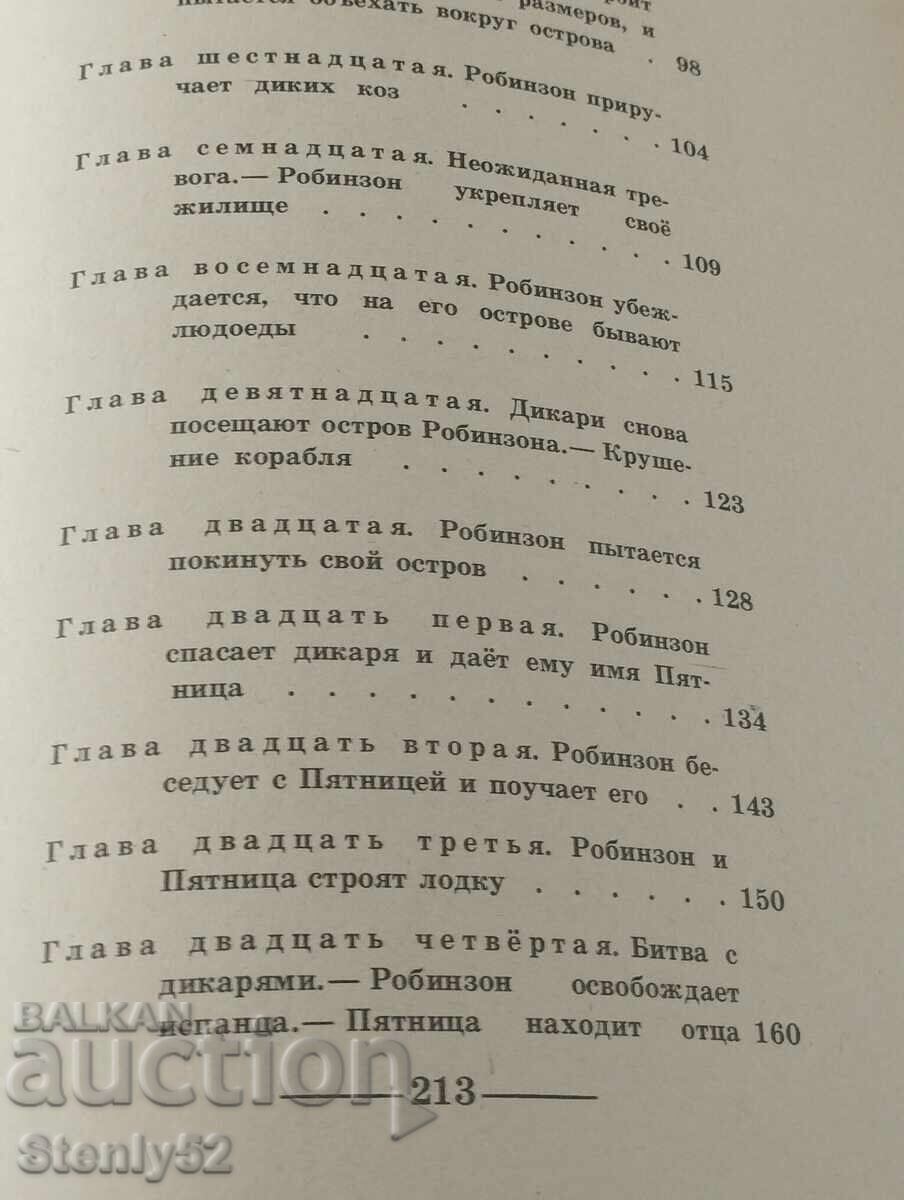 размеров, и
пытается объехать вокруг острова
. 98
Глава шестнадцатая. Робинзон приру-
чает диких коз . . . . . . 104
Глава семнадцатая. Неожиданная тре-
вога.— Робинзон укрепляет своё
жилище . . . . . . . . . . 109
Глава восемнадцатая. Робинзон убеж-
дается, что на его острове бывают
людоеды . . . . . . . . . 115
Глава девятнадцатая. Дикари снова
посещают остров Робинзона.— Круше-
ние корабля . . . . . . . . 123
Глава двадцатая. Робинзон пытается
покинуть свой остров . . . . . . 128
Глава двадцать первая. Робинзон
спасает дикаря и даёт ему имя Пят-
ница . . . . . . . . . . . 134
Глава двадцать вторая. Робинзон бе-
седует с Пятницей и поучает его . . 143
Глава двадцать третья. Робинзон и
Пятница строят лодку . . . . . . 150
Глава двадцать четвёртая. Битва с
дикарями.— Робинзон освобождает
испанца.— Пятница находит отца 160
213
BALKAN
auction
Stenly52